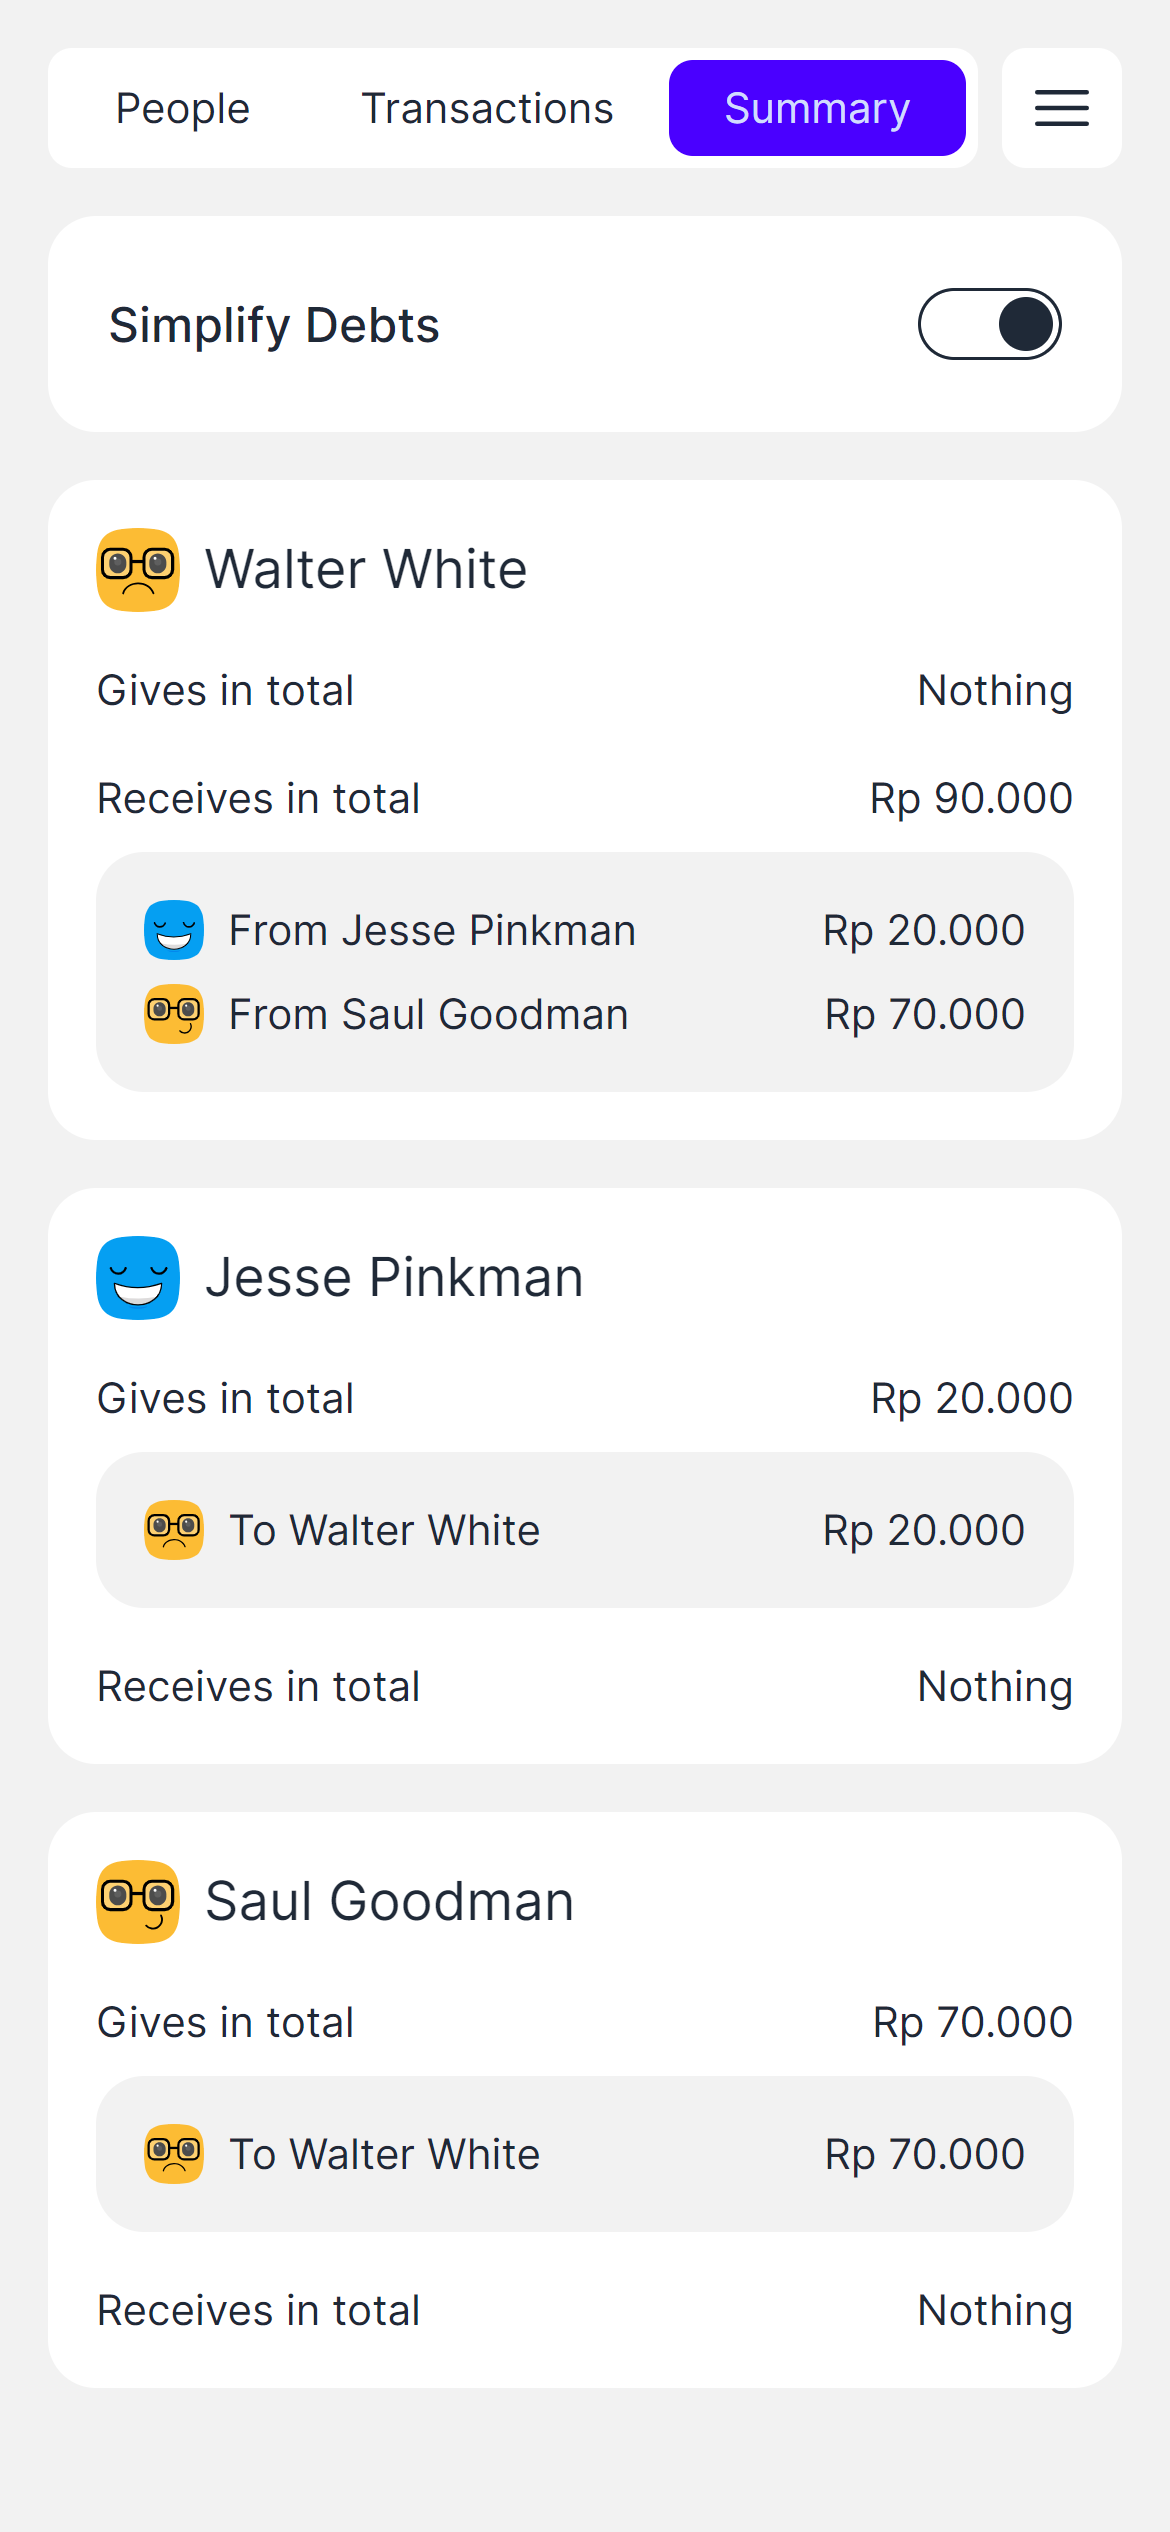 People Transactions Summary
Simplify Debts
Walter White
Gives in total Nothing
Receives in total Rp 90.000
From Jesse Pinkman Rp 20.000
From Saul Goodman Rp 70.000
Jesse Pinkman
Gives in total Rp 20.000
To Walter White Rp 20.000
Receives in total Nothing
Saul Goodman
Gives in total Rp 70.000
To Walter White Rp 70.000
Receives in total Nothing